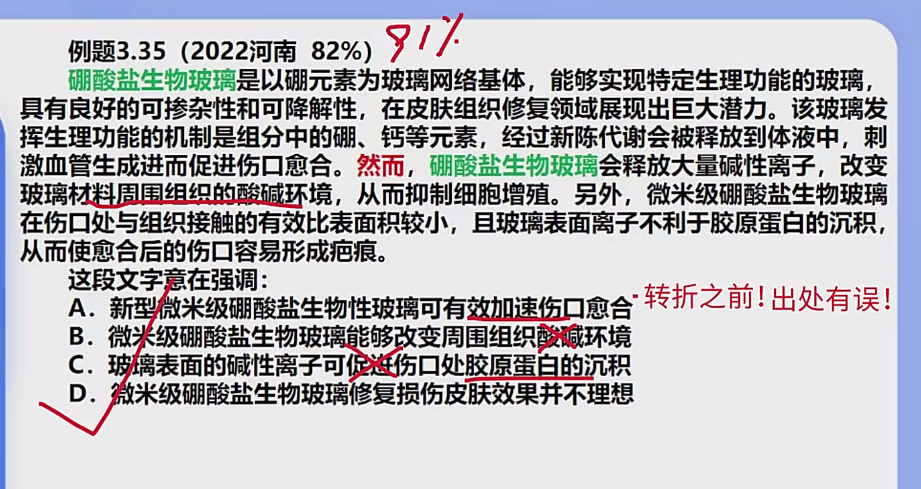 例题3.35（2022河南 82%） 81%
硼酸盐生物玻璃是以硼元素为玻璃网络基体，能够实现特定生理功能的玻璃，
具有良好的可掺杂性和可降解性，在皮肤组织修复领域展现出巨大潜力。该玻璃发
挥生理功能的机制是组分中的硼、钙等元素，经过新陈代谢会被释放到体液中，刺
激血管生成进而促进伤口愈合。然而，硼酸盐生物玻璃会释放大量碱性离子，改变
玻璃材料周围组织的酸碱环境，从而抑制细胞增殖。另外，微米级硼酸盐生物玻璃
在伤口处与组织接触的有效比表面积较小，且玻璃表面离子不利于胶原蛋白的沉积，
从而使愈合后的伤口容易形成疤痕。
这段文字意在强调：
A．新型微米级硼酸盐生物性玻璃可有效加速伤口愈合 转折之前！出处有误！
B．微米级硼酸盐生物玻璃能够改变周围组织酸碱环境
C．玻璃表面的碱性离子可促进伤口处胶原蛋白的沉积
D．微米级硼酸盐生物玻璃修复损伤皮肤效果并不理想